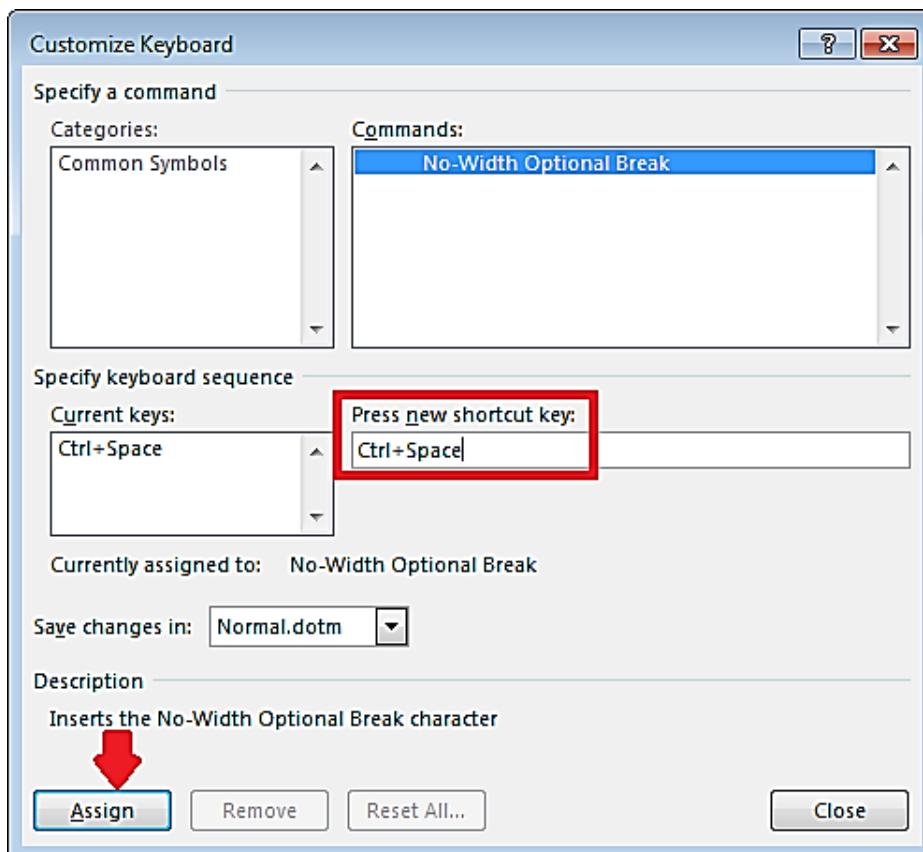 Customize Keyboard
?
Specify a command
Categories:
Commands:
Common Symbols
No-Width Optional Break
Specify keyboard sequence
Current keys:
Press new shortcut key:
Ctrl+Space
Ctrl+Space
Currently assigned to: No-Width Optional Break
Save changes in: Normal.dotm
Description
Inserts the No-Width Optional Break character
Assign Remove Reset All... Close